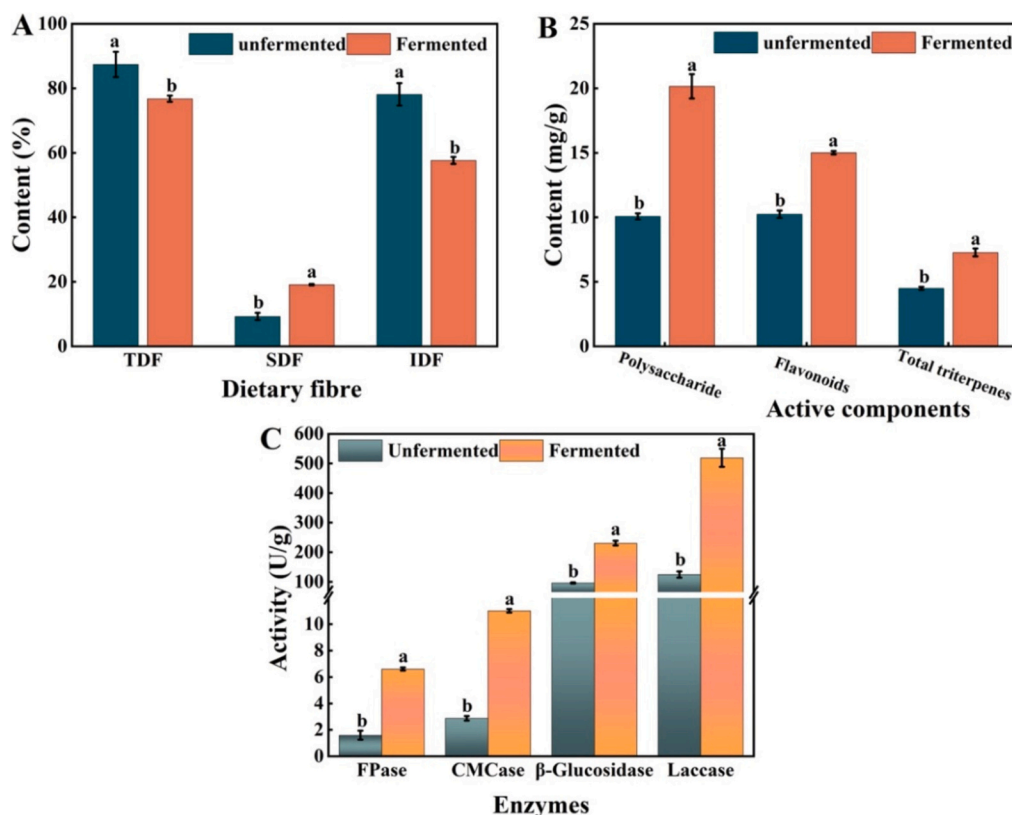 A
unfermented Fermented
100
80
60
40
20
0
Content (%)
a
b
b
a
a
b
TDF SDF IDF
Dietary fibre
B
unfermented Fermented
25
20
15
10
5
0
Content (mg/g)
b
a
b
a
b
a
Polysaccharide Flavonoids Total triterpenes
Active components
C
Unfermented Fermented
600
500
400
300
200
100
10
8
6
4
2
0
Activity (U/g)
b
a
b
a
b
a
b
a
FPase CMCase β-Glucosidase Laccase
Enzymes